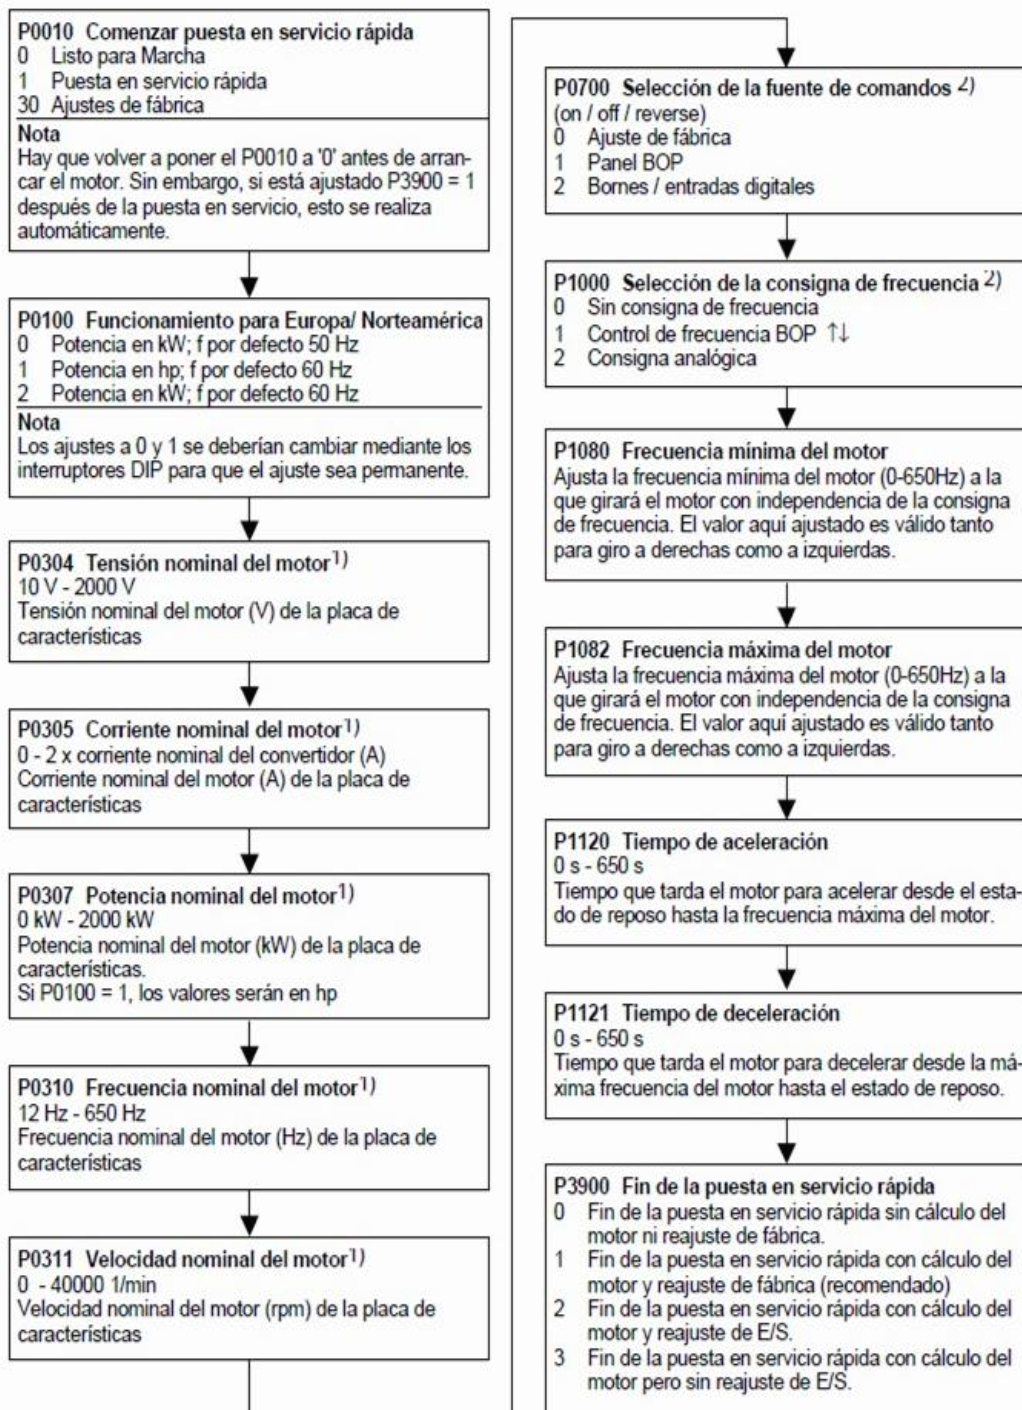 P0010 Comenzar puesta en servicio rápida
0 Listo para Marcha
1 Puesta en servicio rápida
30 Ajustes de fábrica
Nota
Hay que volver a poner el P0010 a '0' antes de arran-
car el motor. Sin embargo, si está ajustado P3900 = 1
después de la puesta en servicio, esto se realiza
automáticamente.
P0100 Funcionamiento para Europa/ Norteamérica
0 Potencia en kW; f por defecto 50 Hz
1 Potencia en hp; f por defecto 60 Hz
2 Potencia en kW; f por defecto 60 Hz
Nota
Los ajustes a 0 y 1 se deberían cambiar mediante los
interruptores DIP para que el ajuste sea permanente.
P0304 Tensión nominal del motor 1)
10 V - 2000 V
Tensión nominal del motor (V) de la placa de
características
P0305 Corriente nominal del motor 1)
0 - 2 x corriente nominal del convertidor (A)
Corriente nominal del motor (A) de la placa de
características
P0307 Potencia nominal del motor 1)
0 kW - 2000 kW
Potencia nominal del motor (kW) de la placa de
características.
Si P0100 = 1, los valores serán en hp
P0310 Frecuencia nominal del motor 1)
12 Hz - 650 Hz
Frecuencia nominal del motor (Hz) de la placa de
características
P0311 Velocidad nominal del motor 1)
0 - 40000 1/min
Velocidad nominal del motor (rpm) de la placa de
características
P0700 Selección de la fuente de comandos 2)
(on / off / reverse)
0 Ajuste de fábrica
1 Panel BOP
2 Bornes / entradas digitales
P1000 Selección de la consigna de frecuencia 2)
0 Sin consigna de frecuencia
1 Control de frecuencia BOP ↑↓
2 Consigna analógica
P1080 Frecuencia mínima del motor
Ajusta la frecuencia mínima del motor (0-650Hz) a la
que girará el motor con independencia de la consigna
de frecuencia. El valor aquí ajustado es válido tanto
para giro a derechas como a izquierdas.
P1082 Frecuencia máxima del motor
Ajusta la frecuencia máxima del motor (0-650Hz) a la
que girará el motor con independencia de la consigna
de frecuencia. El valor aquí ajustado es válido tanto
para giro a derechas como a izquierdas.
P1120 Tiempo de aceleración
0 s - 650 s
Tiempo que tarda el motor para acelerar desde el esta-
do de reposo hasta la frecuencia máxima del motor.
P1121 Tiempo de deceleración
0 s - 650 s
Tiempo que tarda el motor para decelerar desde la má-
xima frecuencia del motor hasta el estado de reposo.
P3900 Fin de la puesta en servicio rápida
0 Fin de la puesta en servicio rápida sin cálculo del
motor ni reajuste de fábrica.
1 Fin de la puesta en servicio rápida con cálculo del
motor y reajuste de fábrica (recomendado)
2 Fin de la puesta en servicio rápida con cálculo del
motor y reajuste de E/S.
3 Fin de la puesta en servicio rápida con cálculo del
motor pero sin reajuste de E/S.